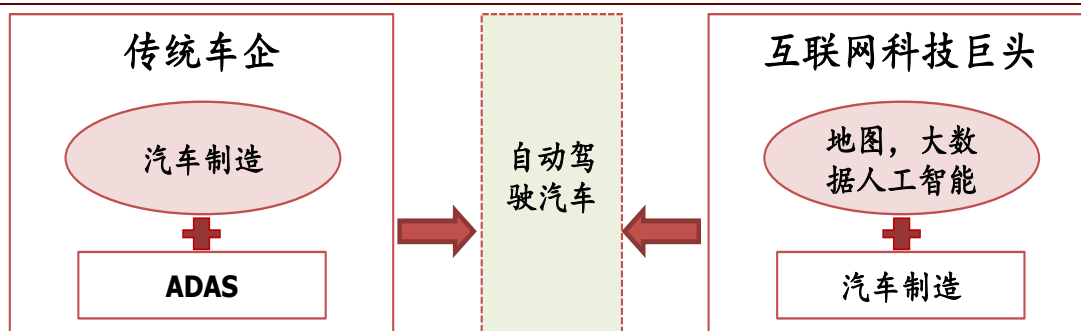 传统车企
汽车制造
ADAS
自动驾
驶汽车
互联网科技巨头
地图，大数
据人工智能
汽车制造